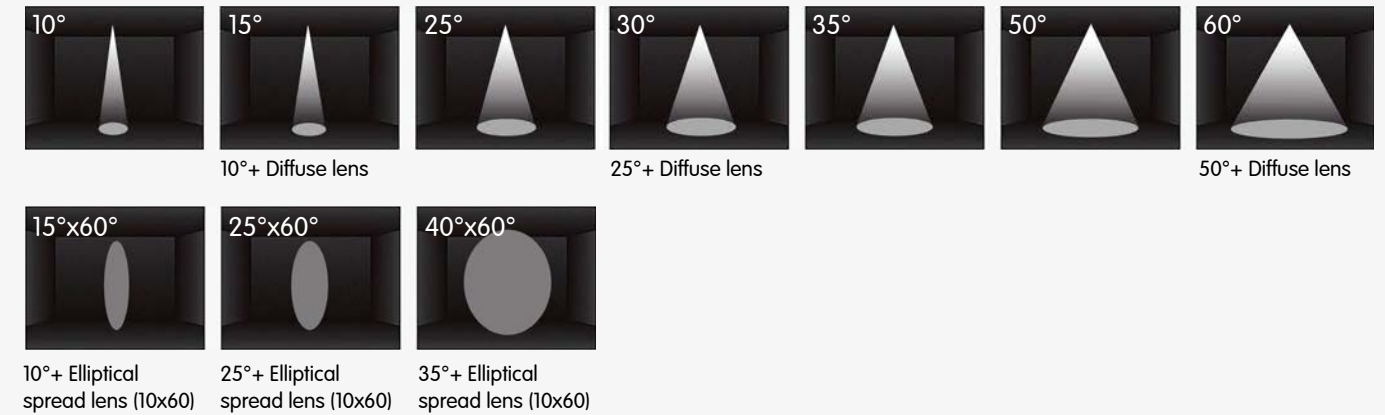 10° 15° 25° 30° 35° 50° 60°
10°+ Diffuse lens 25°+ Diffuse lens 50°+ Diffuse lens
15°x60° 25°x60° 40°x60°
10°+ Elliptical 25°+ Elliptical 35°+ Elliptical
spread lens (10x60) spread lens (10x60) spread lens (10x60)